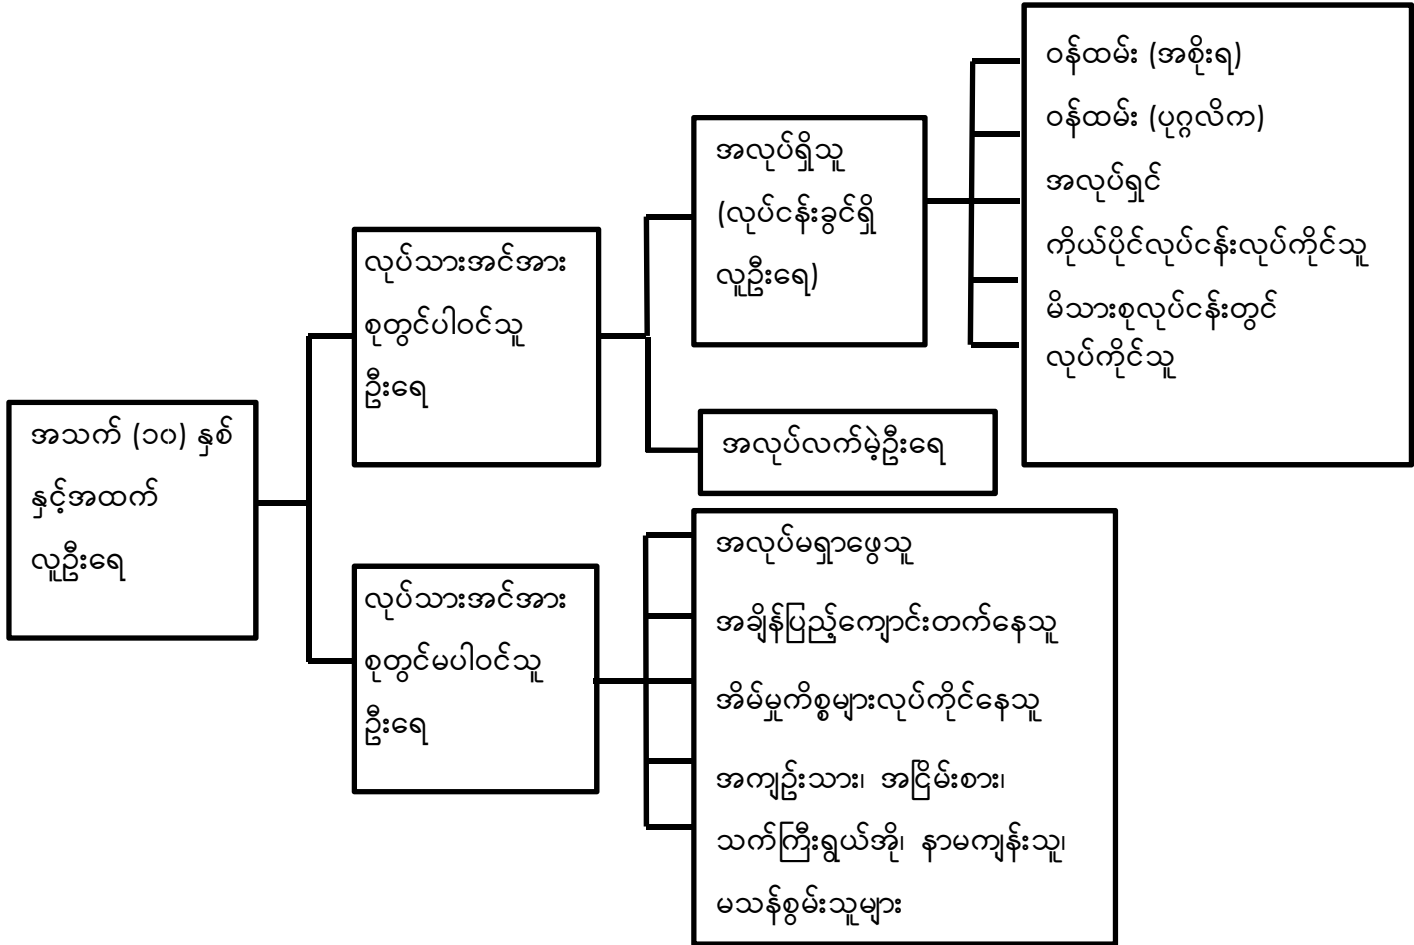 အသက် (၁၀) နှစ်
နှင့်အထက်
လူဦးရေ
လုပ်သားအင်အား
စုတွင်ပါဝင်သူ
ဦးရေ
အလုပ်ရှိသူ
(လုပ်ငန်းခွင်ရှိ
လူဦးရေ)
ဝန်ထမ်း (အစိုးရ)
ဝန်ထမ်း (ပုဂ္ဂလိက)
အလုပ်ရှင်
ကိုယ်ပိုင်လုပ်ငန်းလုပ်ကိုင်သူ
မိသားစုလုပ်ငန်းတွင်
လုပ်ကိုင်သူ
အလုပ်လက်မဲ့ဦးရေ
လုပ်သားအင်အား
စုတွင်မပါဝင်သူ
ဦးရေ
အလုပ်မရှာဖွေသူ
အချိန်ပြည့်ကျောင်းတက်နေသူ
အိမ်မှုကိစ္စများလုပ်ကိုင်နေသူ
အကျဥ်းသား၊ အငြိမ်းစား၊
သက်ကြီးရွယ်အို၊ နာမကျန်းသူ၊
မသန်စွမ်းသူများ